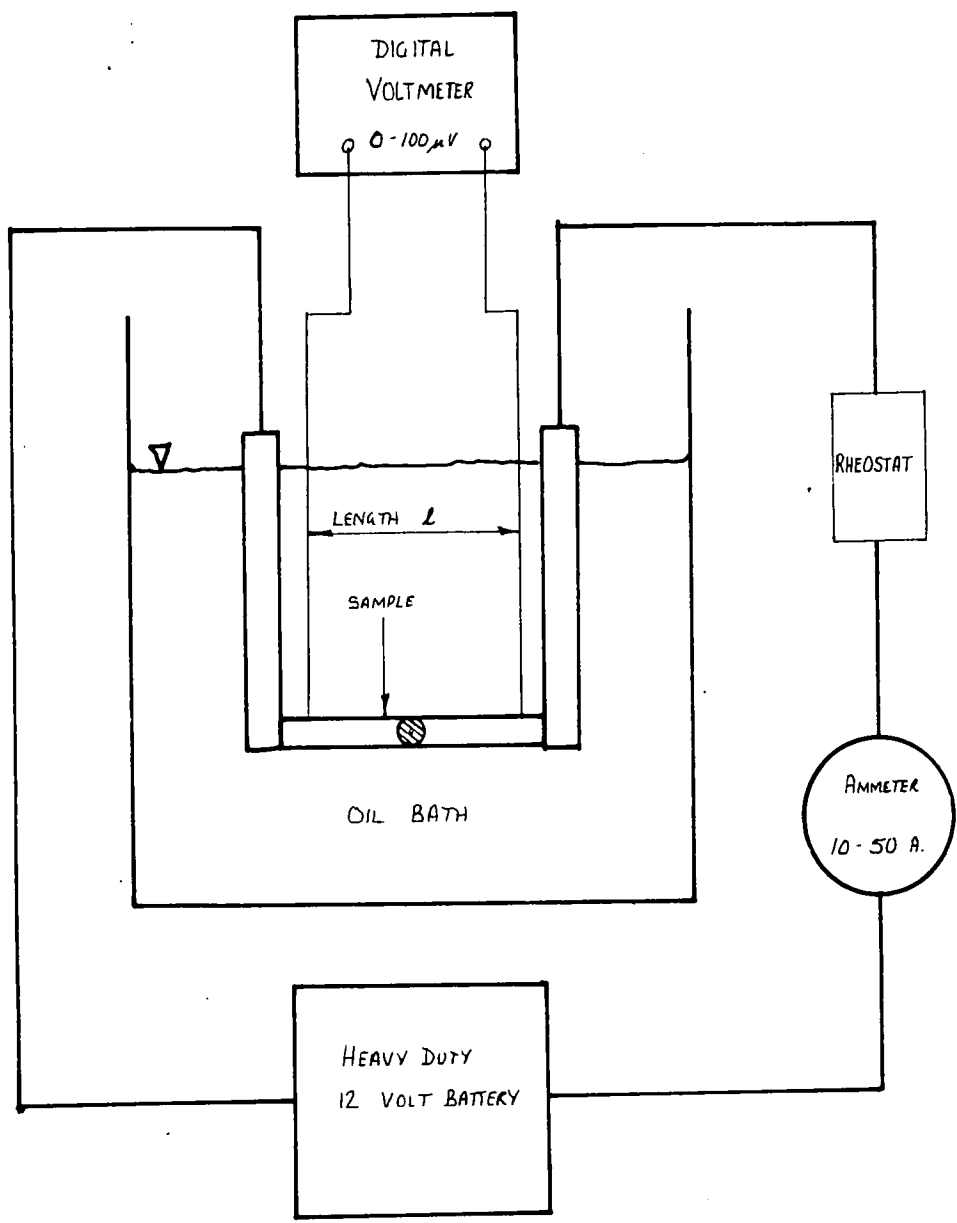 DIGITAL
VOLTMETER
0-100μV
RHEOSTAT
LENGTH l
SAMPLE
AMMETER
10-50 A.
OIL BATH
HEAVY DUTY
12 VOLT BATTERY